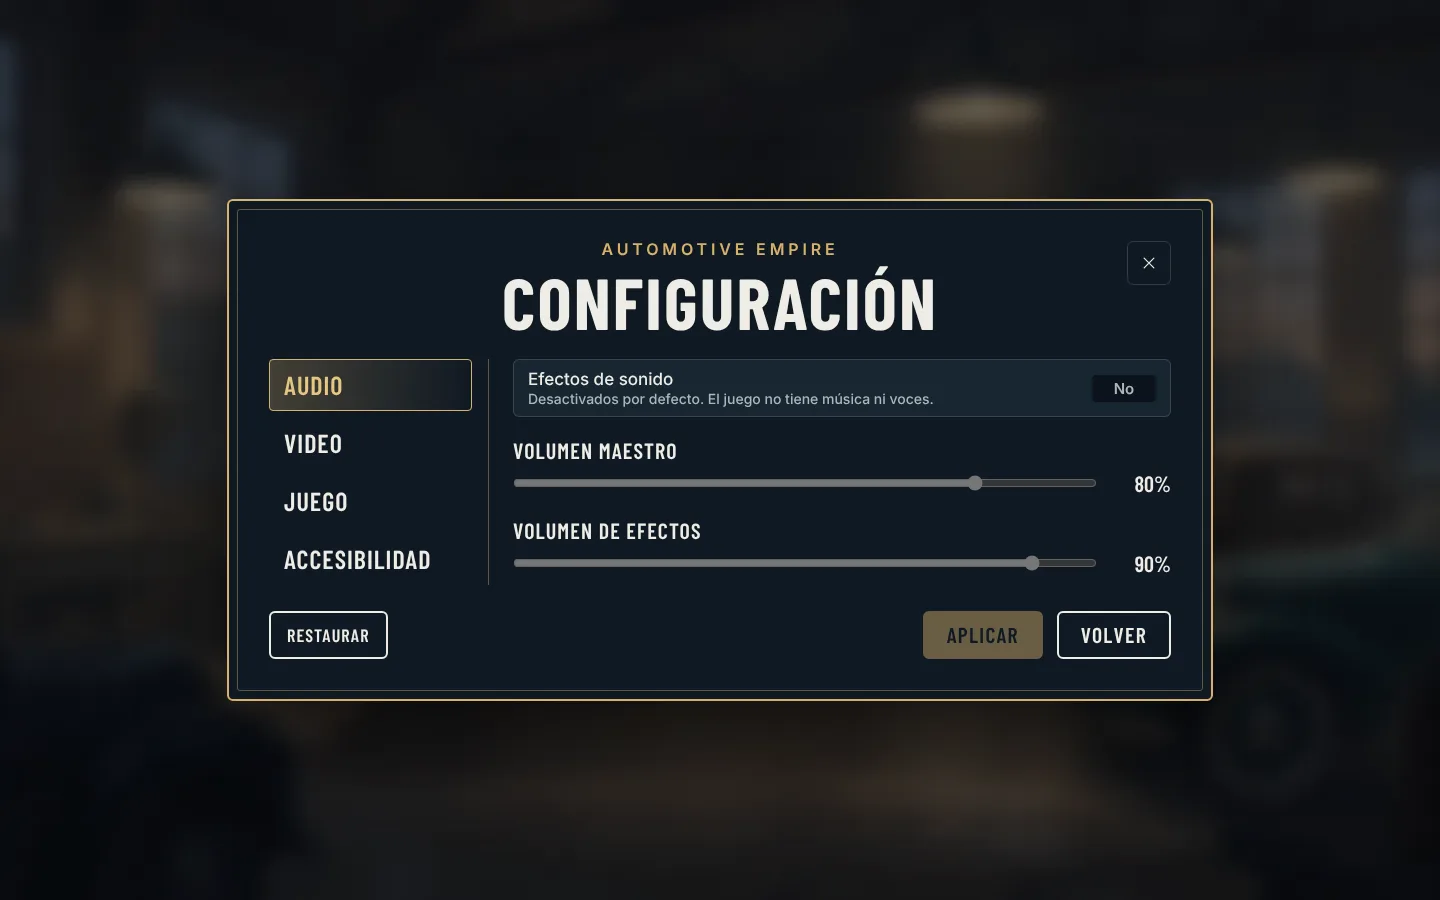 AUTOMOTIVE EMPIRE
CONFIGURACIÓN
AUDIO
VIDEO
JUEGO
ACCESIBILIDAD
Efectos de sonido
Desactivados por defecto. El juego no tiene música ni voces.
No
VOLUMEN MAESTRO
80%
VOLUMEN DE EFECTOS
90%
RESTAURAR
APLICAR
VOLVER